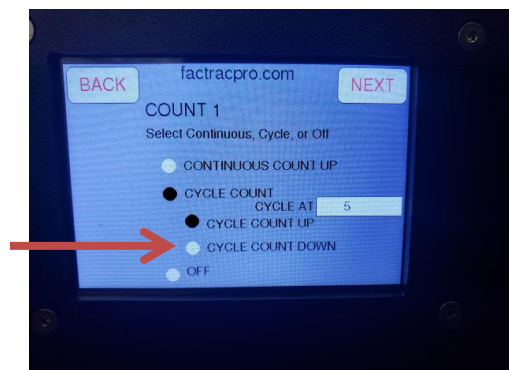 BACK
factracpro.com
NEXT
COUNT 1
Select Continuous, Cycle, or Off
CONTINUOUS COUNT UP
CYCLE COUNT
CYCLE AT 5
CYCLE COUNT UP
CYCLE COUNT DOWN
OFF